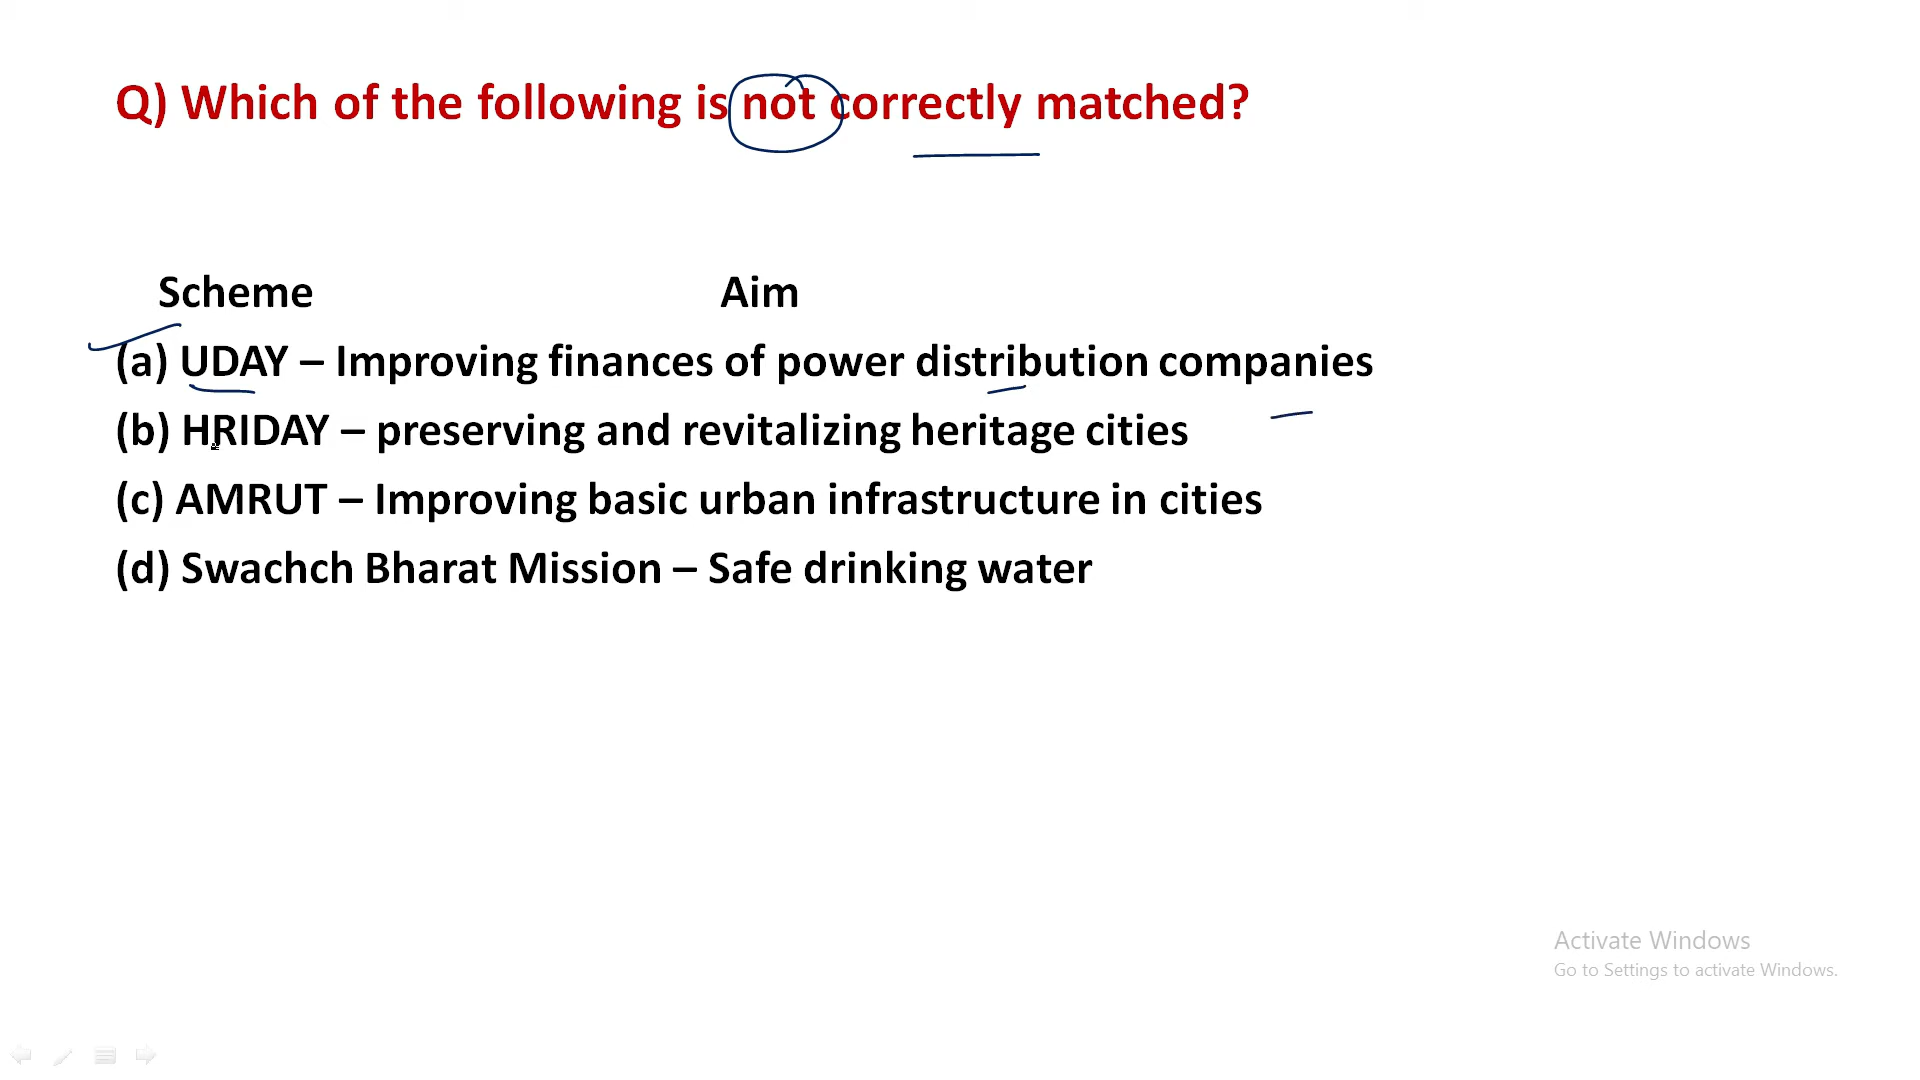 Q) Which of the following is not correctly matched?
Scheme Aim
(a) UDAY – Improving finances of power distribution companies
(b) HRIDAY – preserving and revitalizing heritage cities
(c) AMRUT – Improving basic urban infrastructure in cities
(d) Swachch Bharat Mission – Safe drinking water
Activate Windows
Go to Settings to activate Windows.